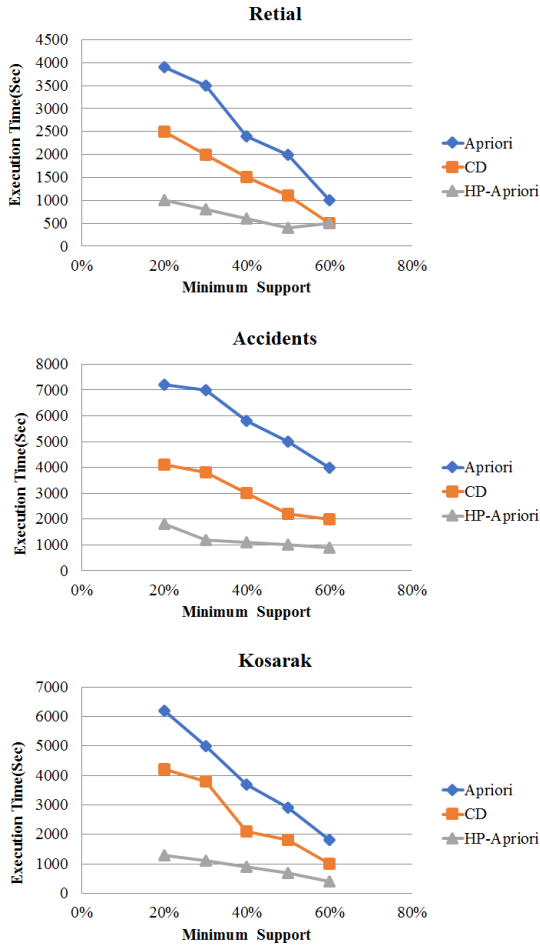 Retial
4500
4000
3500
3000
2500
2000
1500
1000
500
0
Execution Time(Sec)
0% 20% 40% 60% 80%
Minimum Support
Apriori
CD
HP-Apriori
Accidents
8000
7000
6000
5000
4000
3000
2000
1000
0
Execution Time(Sec)
0% 20% 40% 60% 80%
Minimum Support
Apriori
CD
HP-Apriori
Kosarak
7000
6000
5000
4000
3000
2000
1000
0
Execution Time(Sec)
0% 20% 40% 60% 80%
Minimum Support
Apriori
CD
HP-Apriori